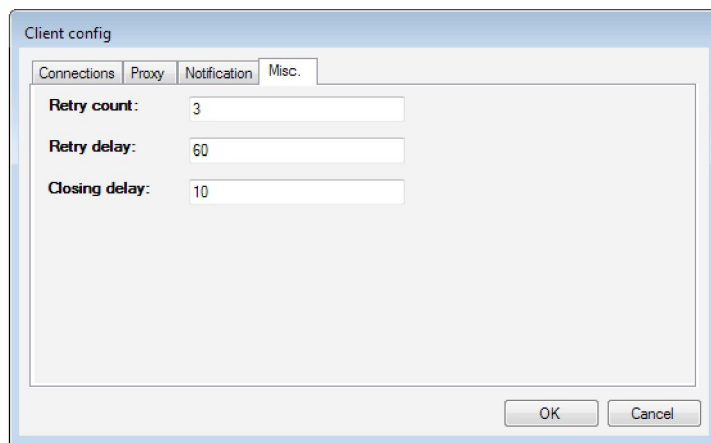 Client config
Connections Proxy Notification Misc.
Retry count: 3
Retry delay: 60
Closing delay: 10
OK Cancel